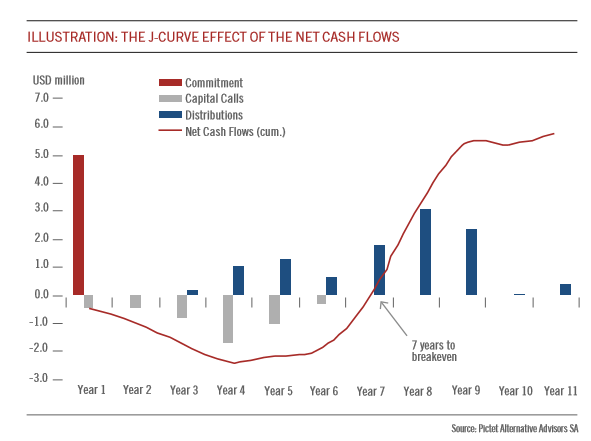 ILLUSTRATION: THE J-CURVE EFFECT OF THE NET CASH FLOWS
USD million
Commitment
Capital Calls
Distributions
Net Cash Flows (cum.)
7.0
6.0
5.0
4.0
3.0
2.0
1.0
0.0
-1.0
-2.0
-3.0
7 years to
breakeven
Year 1 Year 2 Year 3 Year 4 Year 5 Year 6 Year 7 Year 8 Year 9 Year 10 Year 11
Source: Pictet Alternative Advisors SA